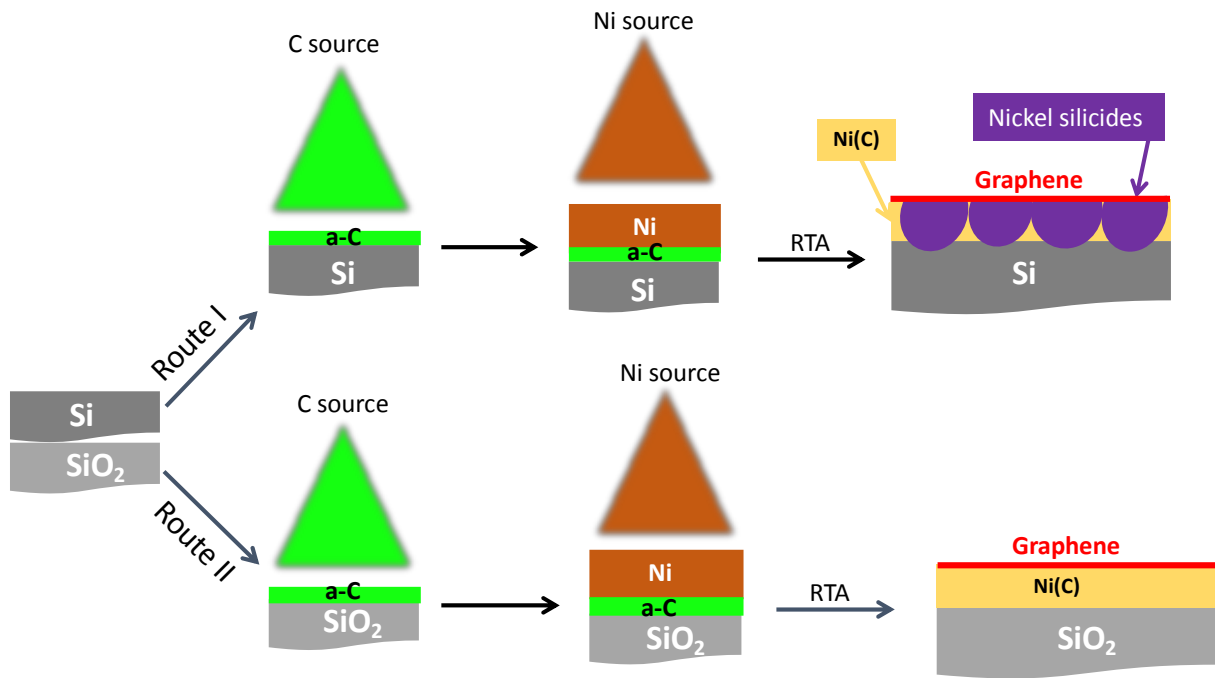 C source
Ni source
Nickel silicides
Ni(C)
Graphene
a-C
Si
Ni
a-C
Si
RTA
Si
Route I
Si
SiO₂
Route II
C source
Ni source
a-C
SiO₂
Ni
a-C
SiO₂
RTA
Graphene
Ni(C)
SiO₂